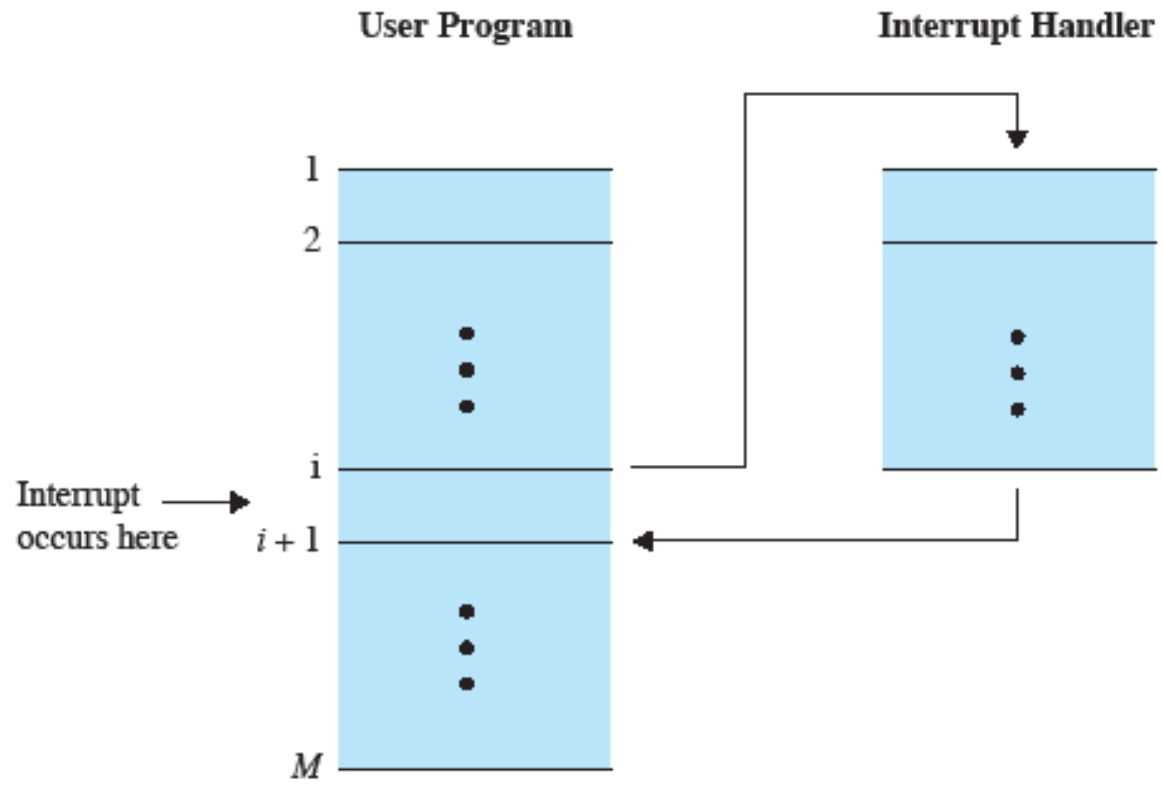 User Program
Interrupt Handler
1
2
i
Interrupt
occurs here
i + 1
M